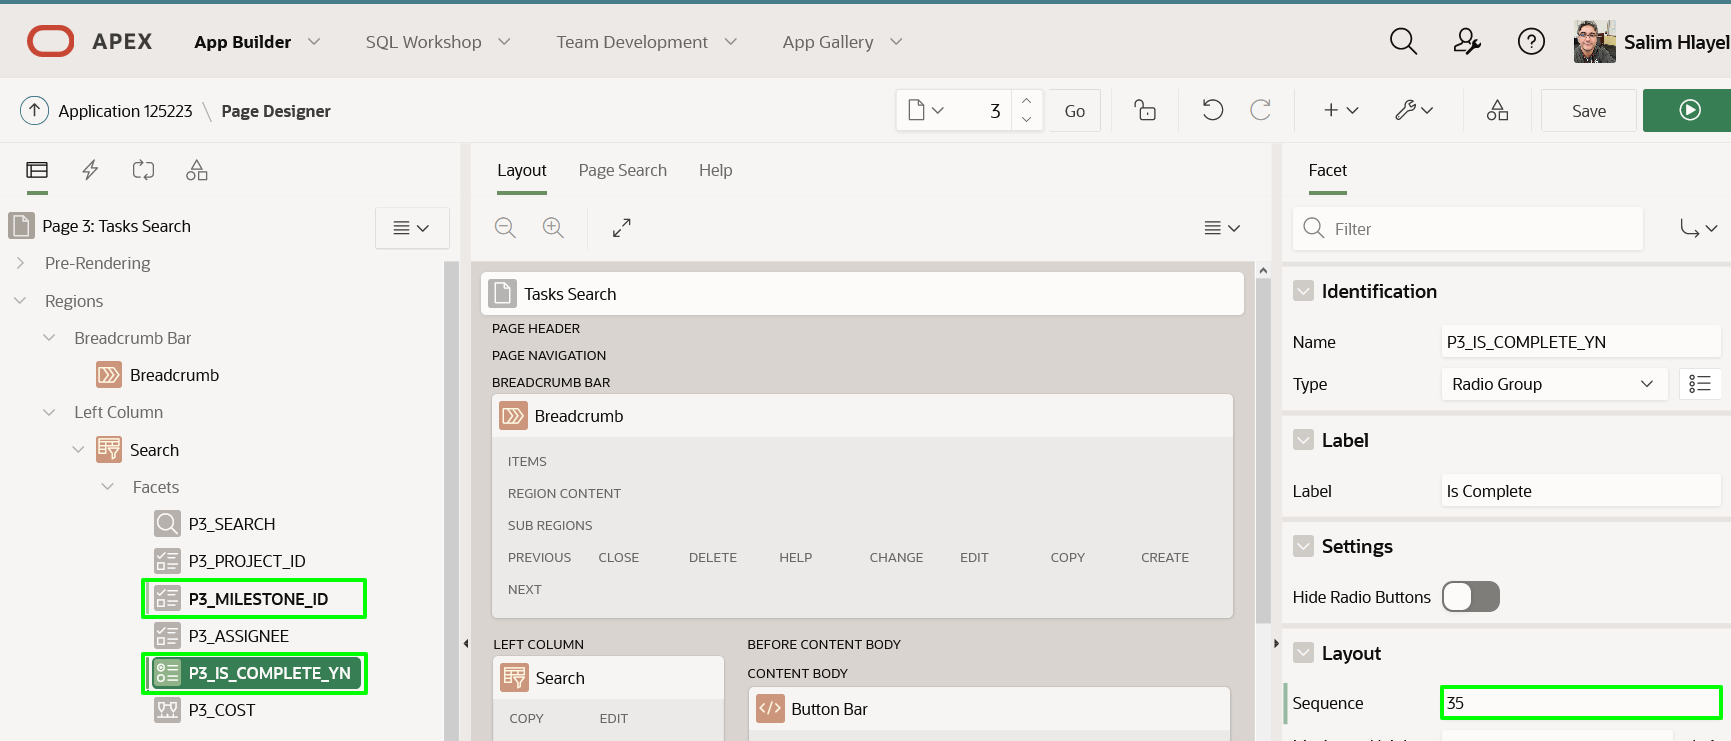 APEX App Builder SQL Workshop Team Development App Gallery Salim Hlayel
Application 125223 \ Page Designer 3 Go Save
Layout Page Search Help
Facet
Page 3: Tasks Search
Pre-Rendering
Regions
Breadcrumb Bar
Breadcrumb
Left Column
Search
Facets
P3_SEARCH
P3_PROJECT_ID
P3_MILESTONE_ID
P3_ASSIGNEE
P3_IS_COMPLETE_YN
P3_COST
Tasks Search
PAGE HEADER
PAGE NAVIGATION
BREADCRUMB BAR
Breadcrumb
ITEMS
REGION CONTENT
SUB REGIONS
PREVIOUS CLOSE DELETE HELP CHANGE EDIT COPY CREATE
NEXT
LEFT COLUMN
Search
COPY EDIT
BEFORE CONTENT BODY
CONTENT BODY
Button Bar
Filter
Identification
Name P3_IS_COMPLETE_YN
Type Radio Group
Label
Label Is Complete
Settings
Hide Radio Buttons
Layout
Sequence 35